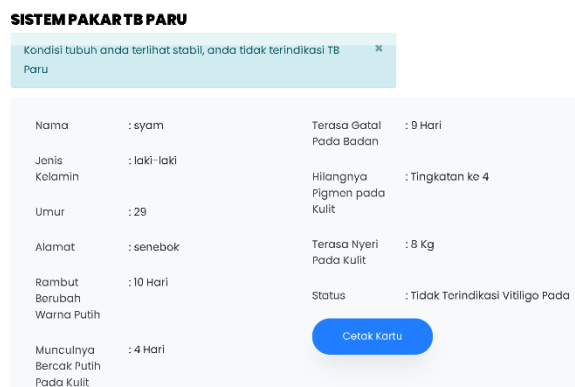 SISTEM PAKAR TB PARU
Kondisi tubuh anda terlihat stabil, anda tidak terindikasi TB
Paru
×
Nama : syam
Jenis
Kelamin : laki-laki
Umur : 29
Alamat : senebok
Rambut : 10 Hari
Berubah
Warna Putih
Munculnya : 4 Hari
Bercak Putih
Pada Kulit
Terasa Gatal : 9 Hari
Pada Badan
Hilangnya : Tingkatan ke 4
Pigmen pada
Kulit
Terasa Nyeri : 8 Kg
Pada Kulit
Status : Tidak Terindikasi Vitiligo Pada
Cetak Kartu